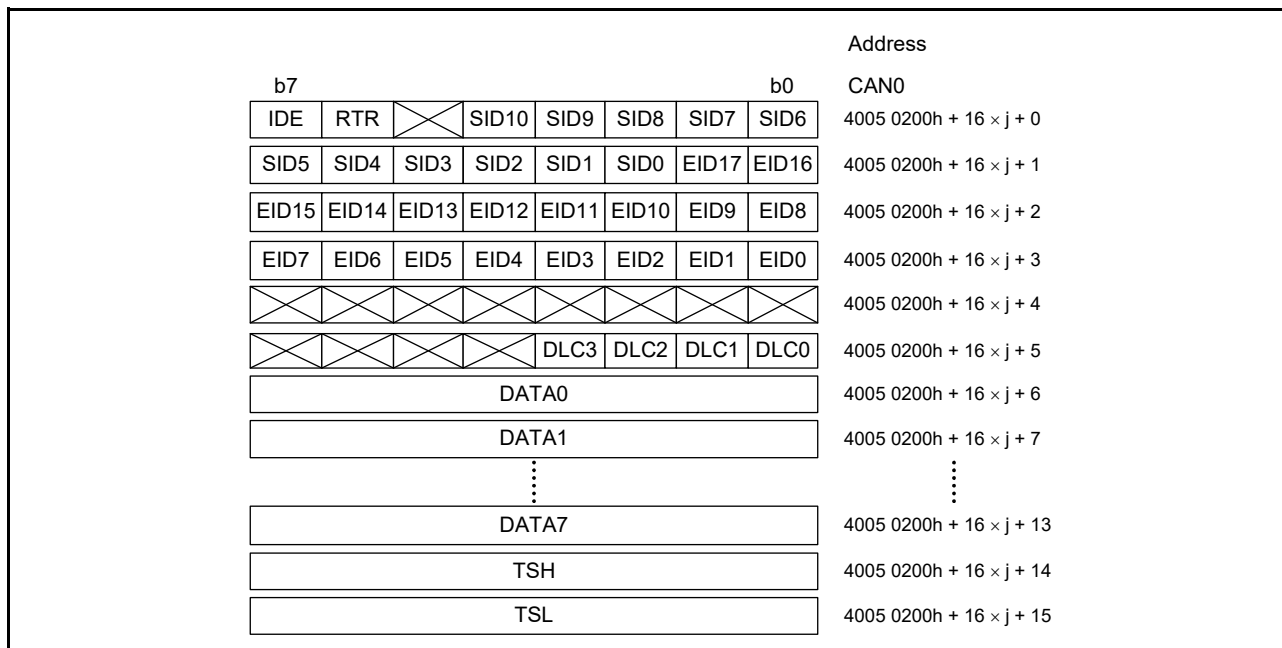 Address
b7 b0 CAN0
IDE RTR SID10 SID9 SID8 SID7 SID6 4005 0200h + 16 × j + 0
SID5 SID4 SID3 SID2 SID1 SID0 EID17 EID16 4005 0200h + 16 × j + 1
EID15 EID14 EID13 EID12 EID11 EID10 EID9 EID8 4005 0200h + 16 × j + 2
EID7 EID6 EID5 EID4 EID3 EID2 EID1 EID0 4005 0200h + 16 × j + 3
4005 0200h + 16 × j + 4
DLC3 DLC2 DLC1 DLC0 4005 0200h + 16 × j + 5
DATA0 4005 0200h + 16 × j + 6
DATA1 4005 0200h + 16 × j + 7
DATA7 4005 0200h + 16 × j + 13
TSH 4005 0200h + 16 × j + 14
TSL 4005 0200h + 16 × j + 15